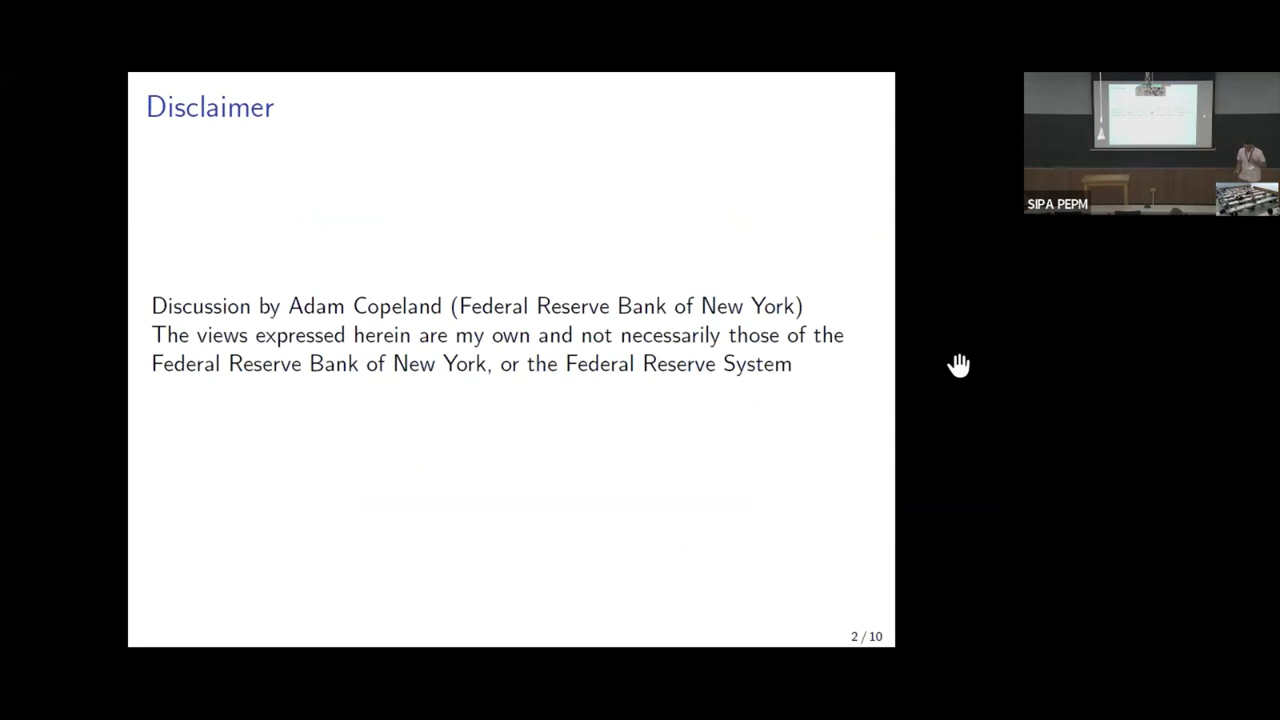 Disclaimer
Discussion by Adam Copeland (Federal Reserve Bank of New York)
The views expressed herein are my own and not necessarily those of the
Federal Reserve Bank of New York, or the Federal Reserve System
2 / 10
SIPA PEPM